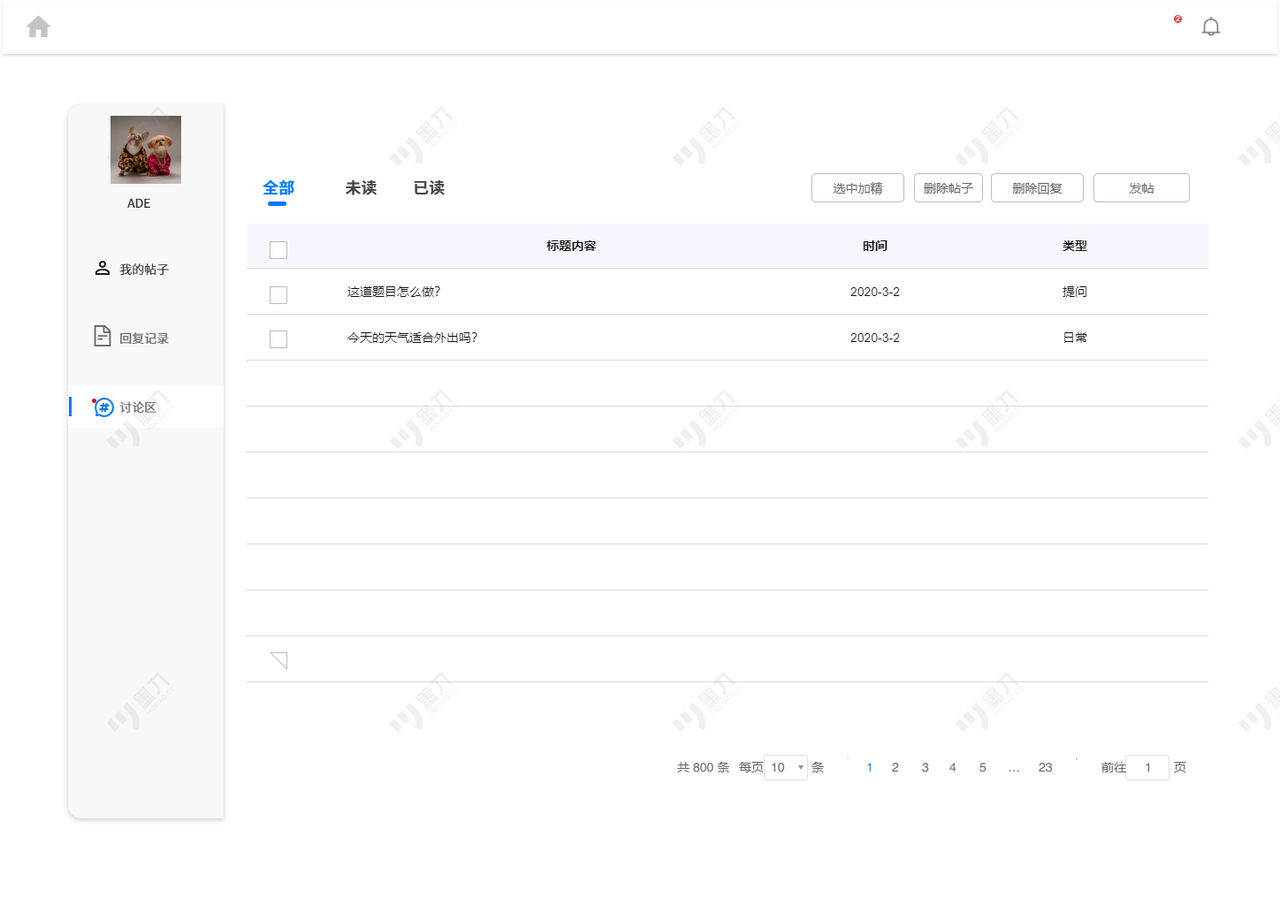 2
ADE
我的帖子
回复记录
讨论区
全部 未读 已读
选中加精 删除帖子 删除回复 发帖
标题内容 时间 类型
这道题目怎么做? 2020-3-2 提问
今天的天气适合外出吗? 2020-3-2 日常
共 800 条 每页 10 条 1 2 3 4 5 … 23 前往 1 页
墨刀
MODAO.CC